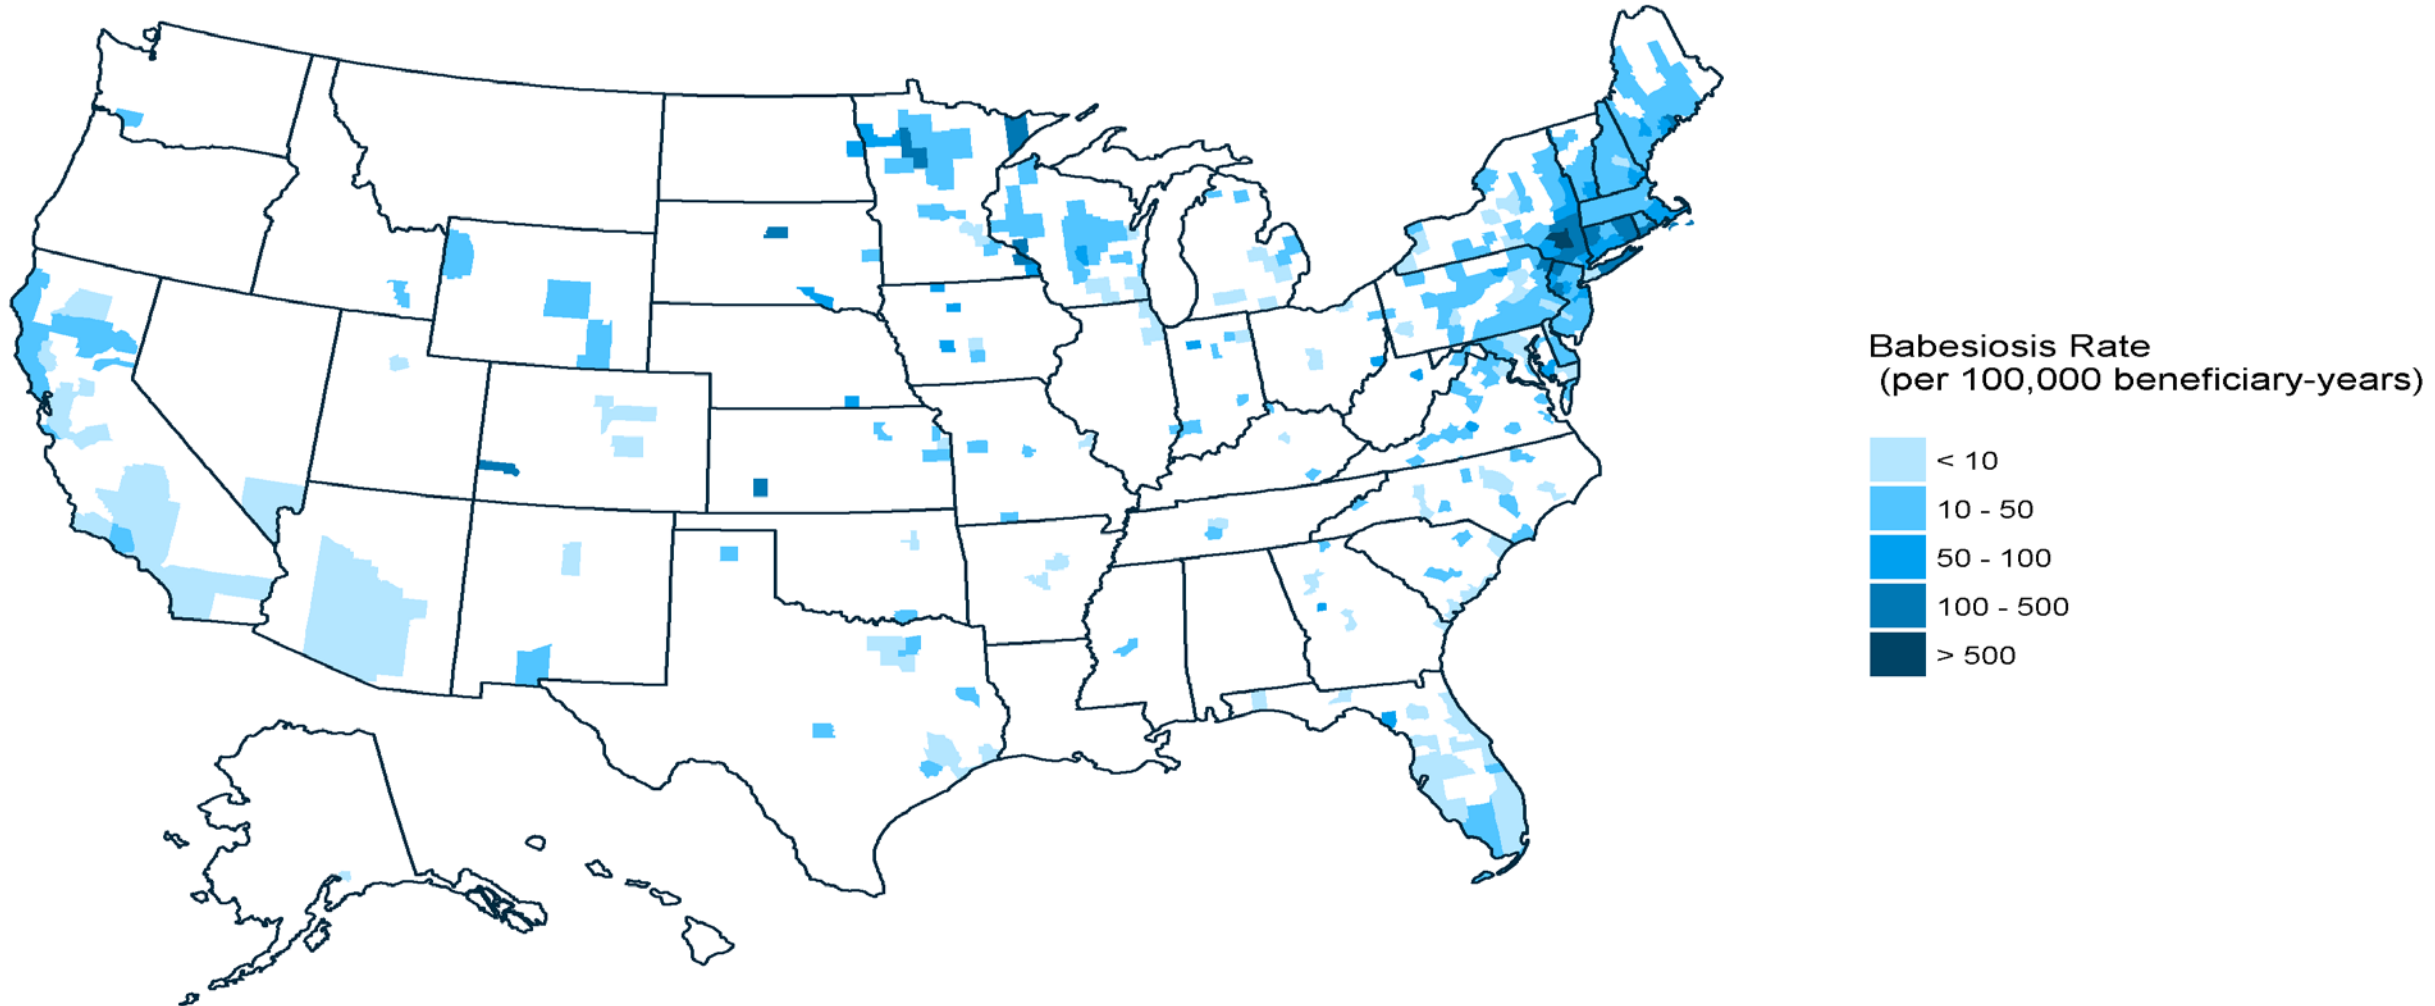 Babesiosis Rate
(per 100,000 beneficiary-years)
< 10
10 - 50
50 - 100
100 - 500
> 500